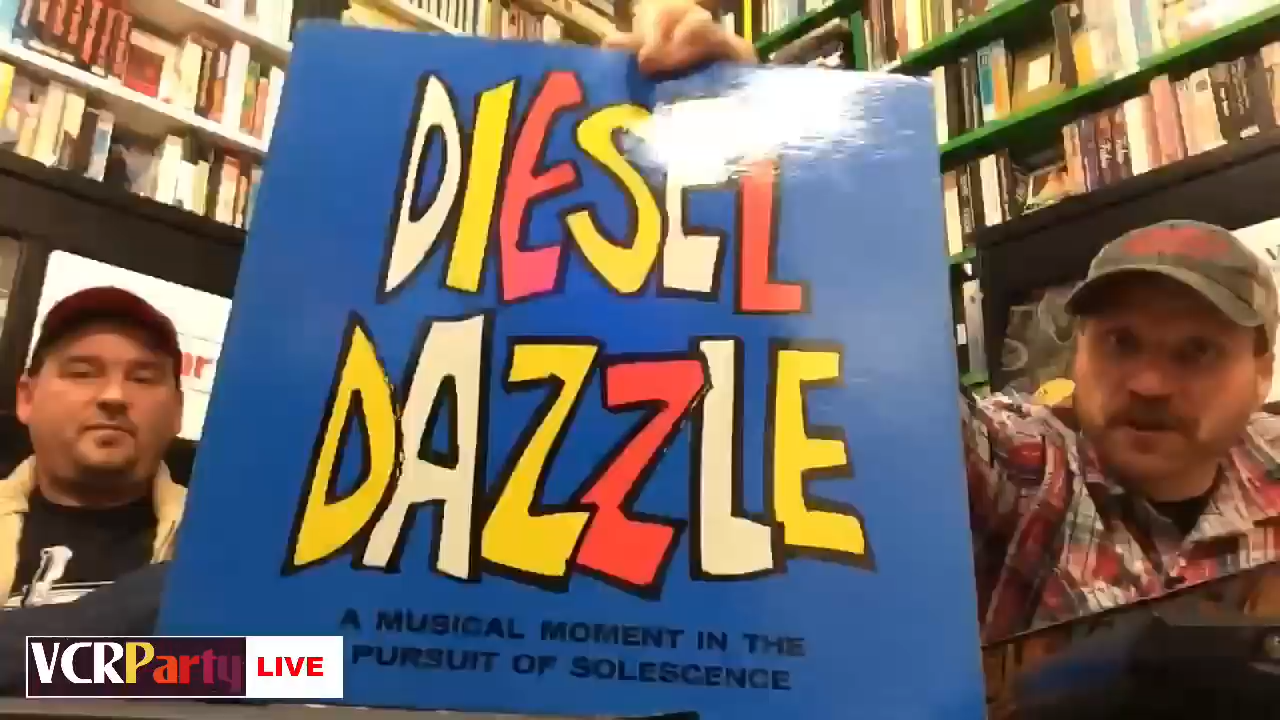 DIESEL
DAZZLE
A MUSICAL MOMENT IN THE
PURSUIT OF SOLESCENCE
VCRParty LIVE